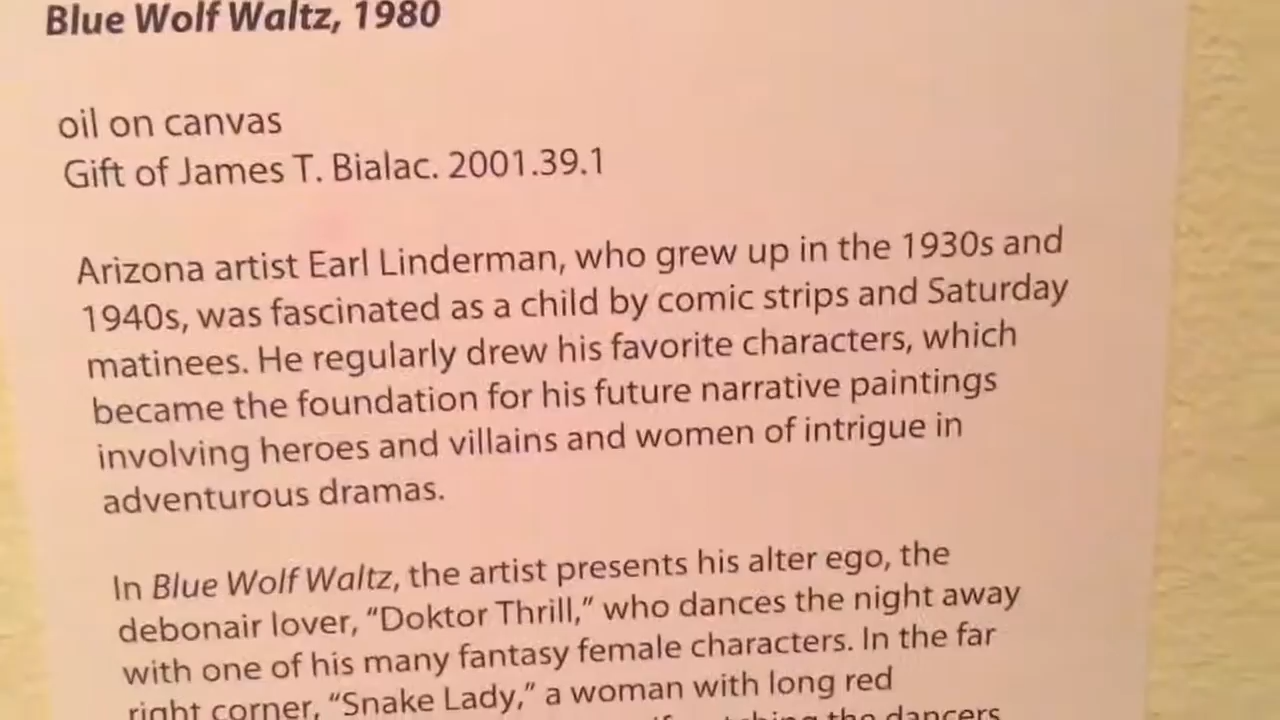 Blue Wolf Waltz, 1980
oil on canvas
Gift of James T. Bialac. 2001.39.1
Arizona artist Earl Linderman, who grew up in the 1930s and
1940s, was fascinated as a child by comic strips and Saturday
matinees. He regularly drew his favorite characters, which
became the foundation for his future narrative paintings
involving heroes and villains and women of intrigue in
adventurous dramas.
In Blue Wolf Waltz, the artist presents his alter ego, the
debonair lover, “Doktor Thrill,” who dances the night away
with one of his many fantasy female characters. In the far
right corner, “Snake Lady,” a woman with long red
the dancers